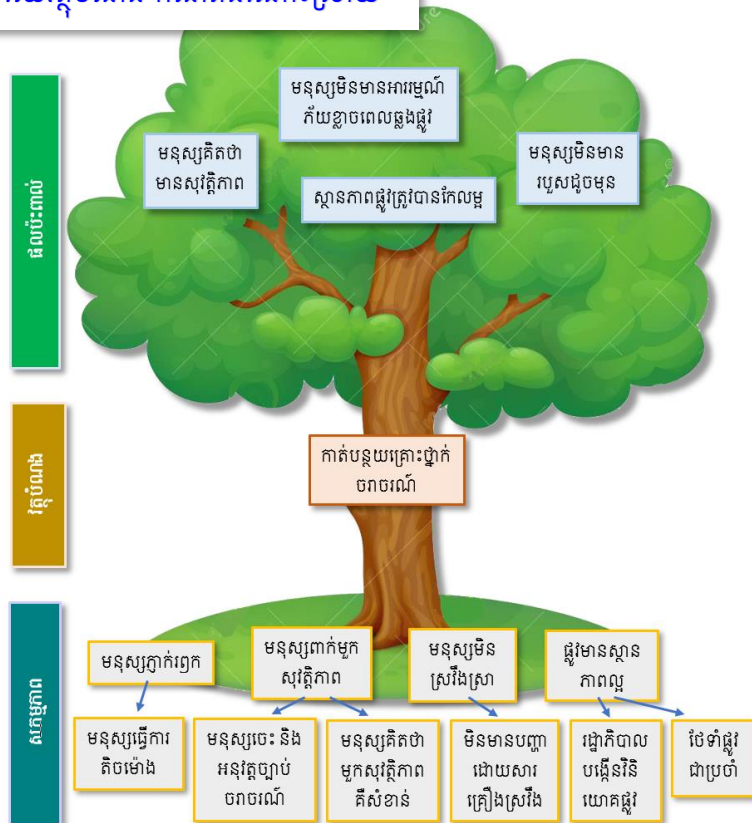 មនុស្សមិនមានអារម្មណ៍
ភ័យខ្លាចពេលឆ្លងផ្លូវ
មនុស្សគិតថា
មានសុវត្ថិភាព
មនុស្សមិនមាន
របួសដូចមុន
ស្ថានភាពផ្លូវត្រូវបានកែលម្អ
ផលប៉ះពាល់
កាត់បន្ថយគ្រោះថ្នាក់
ចរាចរណ៍
វត្ថុបំណង
មនុស្សភ្ញាក់រឭក
មនុស្សពាក់មួក
សុវត្ថិភាព
មនុស្សមិន
ស្រវឹងស្រា
ផ្លូវមានស្ថាន
ភាពល្អ
សកម្មភាព
មនុស្សធ្វើការ
តិចម៉ោង
មនុស្សចេះ និង
អនុវត្តច្បាប់
ចរាចរណ៍
មនុស្សគិតថា
មួកសុវត្ថិភាព
គឺសំខាន់
មិនមានបញ្ហា
ដោយសារ
គ្រឿងស្រវឹង
រដ្ឋាភិបាល
បង្កើនវិនិ
យោគផ្លូវ
ថែទាំផ្លូវ
ជាប្រចាំ